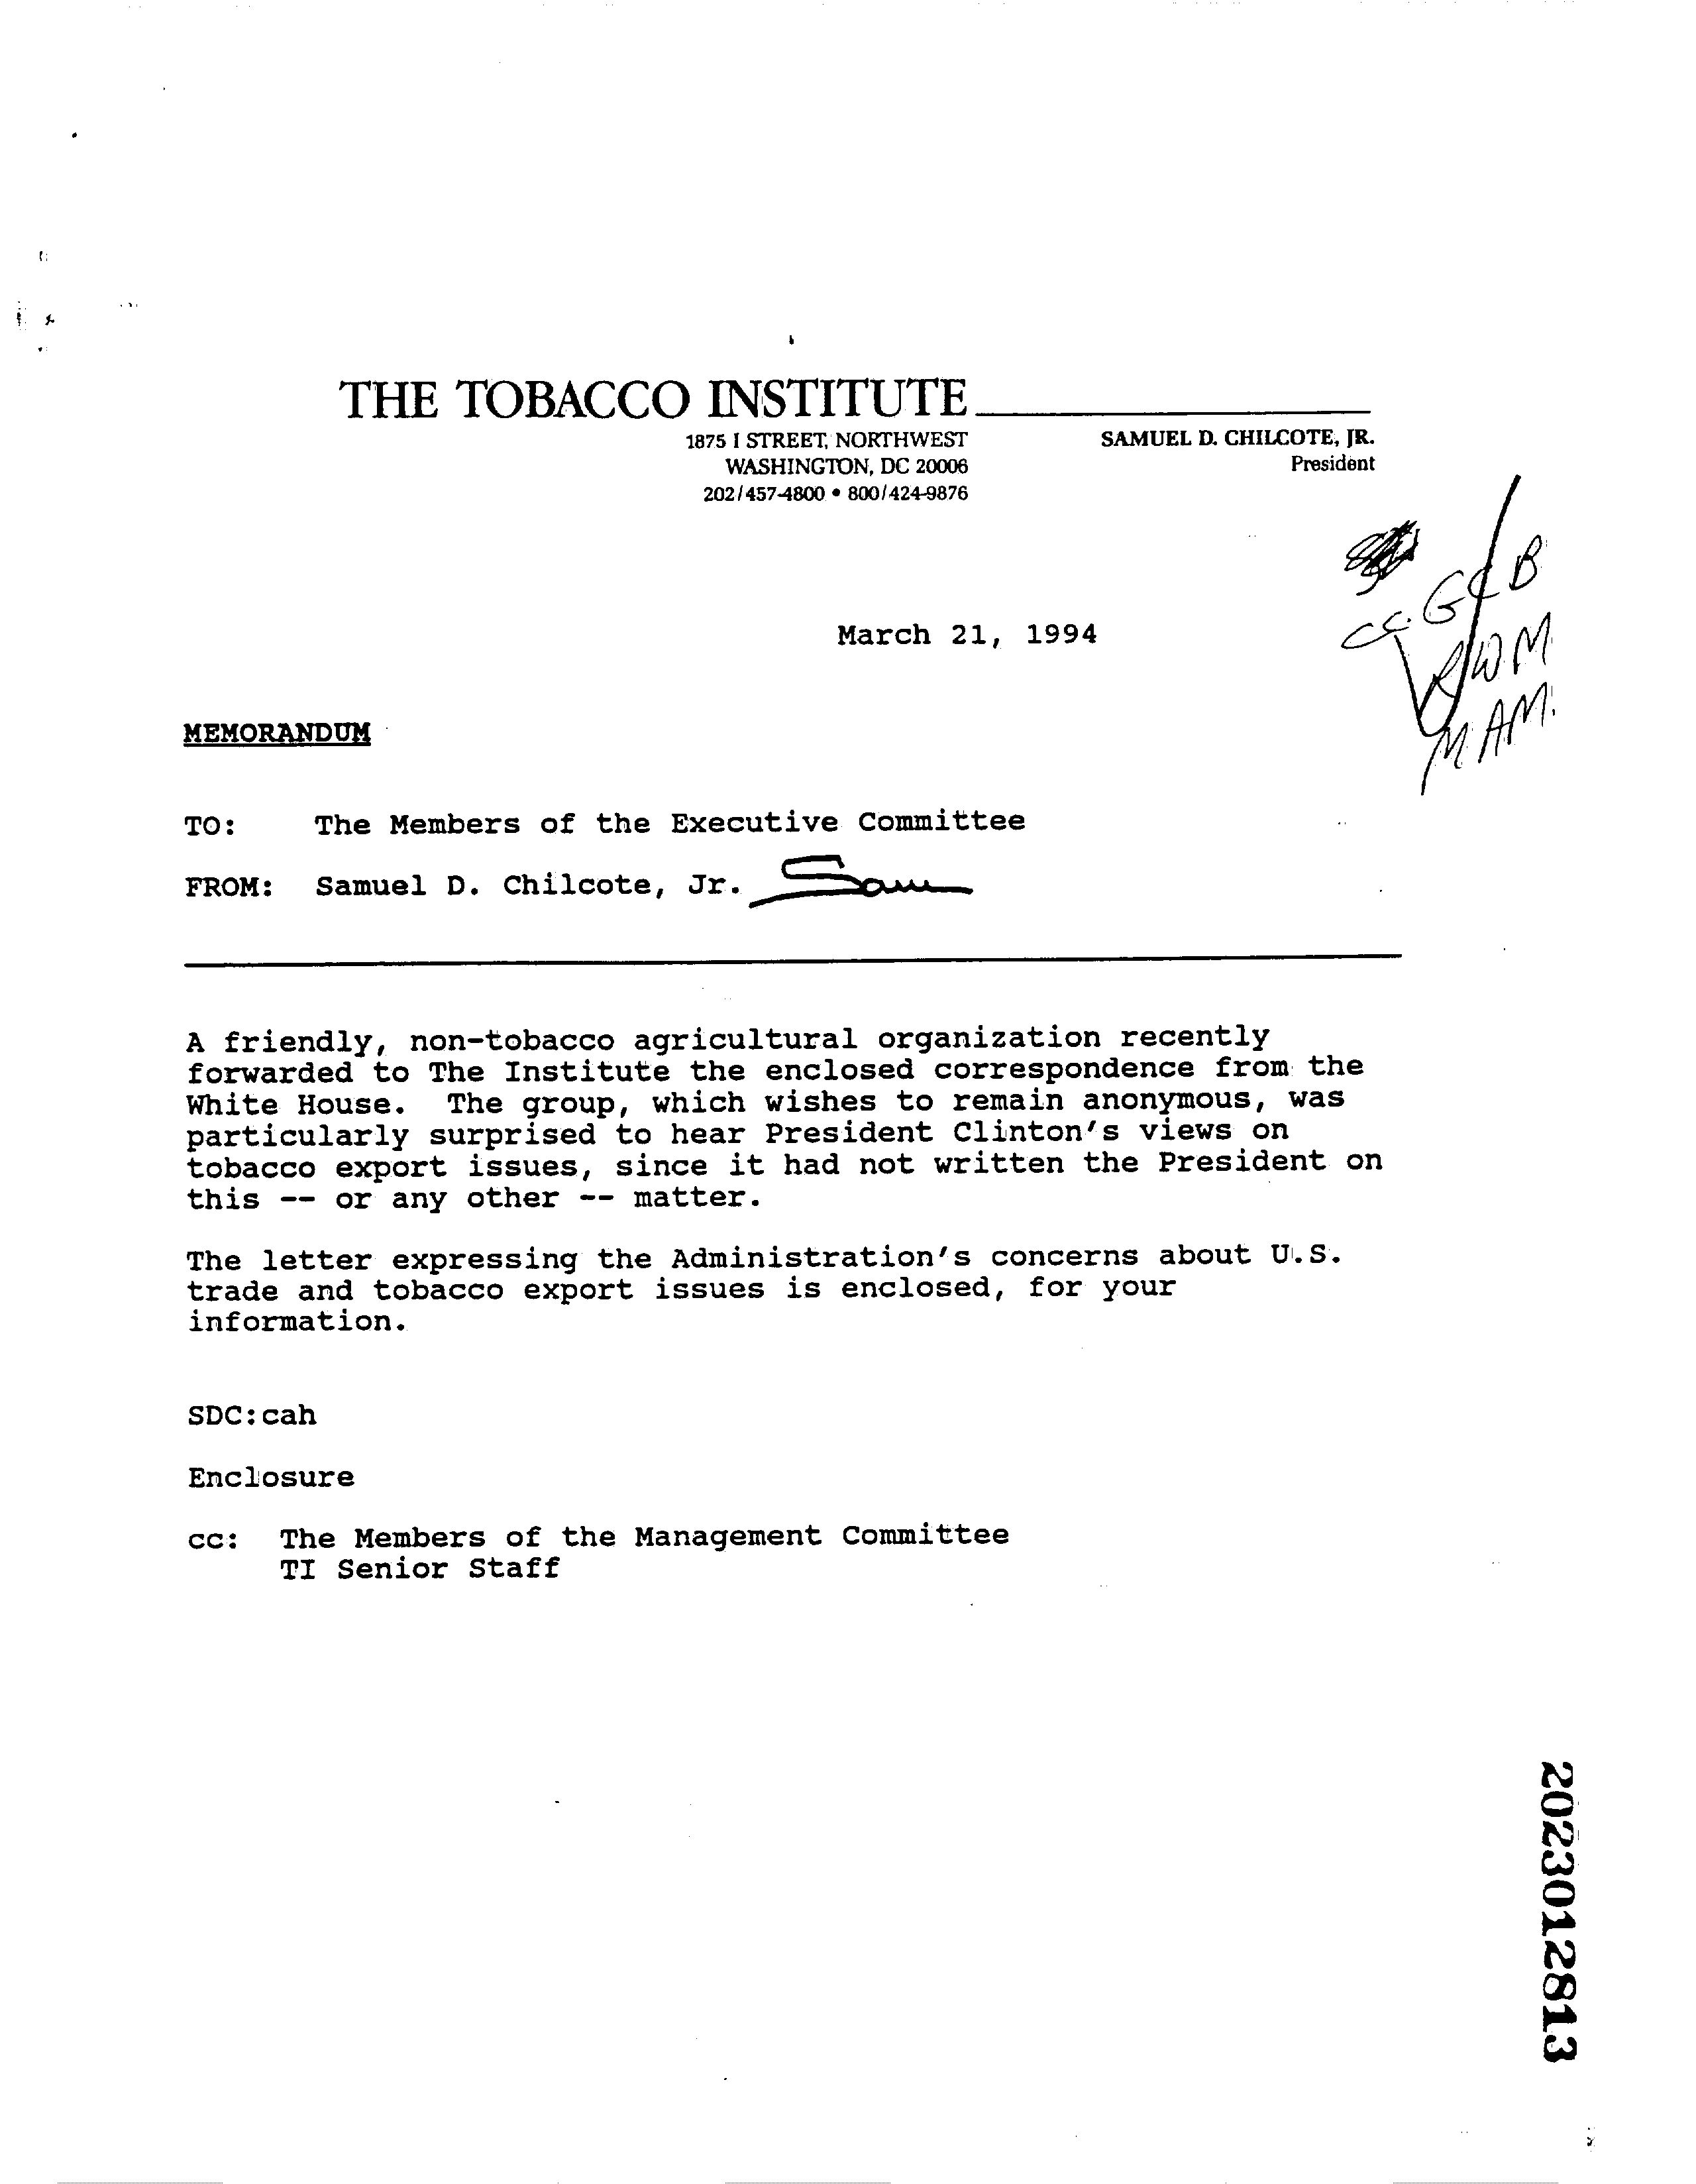 THE TOBACCO INSTITUTE
1875 I STREET, NORTHWEST
WASHINGTON, DC 20006
202/457-4800 • 800/424-9876
SAMUEL D. CHILCOTE, JR.
President
cc. GCB
RWM
MAM.
March 21, 1994
MEMORANDUM
TO: The Members of the Executive Committee
FROM: Samuel D. Chilcote, Jr. Sam
A friendly, non-tobacco agricultural organization recently
forwarded to The Institute the enclosed correspondence from the
White House. The group, which wishes to remain anonymous, was
particularly surprised to hear President Clinton's views on
tobacco export issues, since it had not written the President on
this -- or any other -- matter.
The letter expressing the Administration's concerns about U.S.
trade and tobacco export issues is enclosed, for your
information.
SDC:cah
Enclosure
cc: The Members of the Management Committee
TI Senior Staff
2023012813